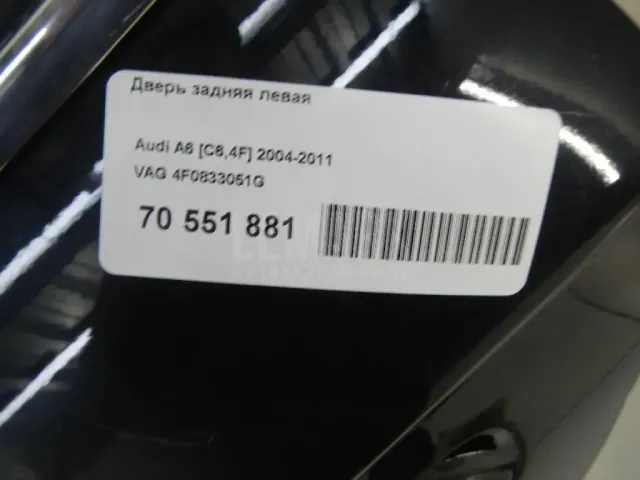 Дверь задняя левая
Audi A6 [C6,4F] 2004-2011
VAG 4F0833051G
70 551 881